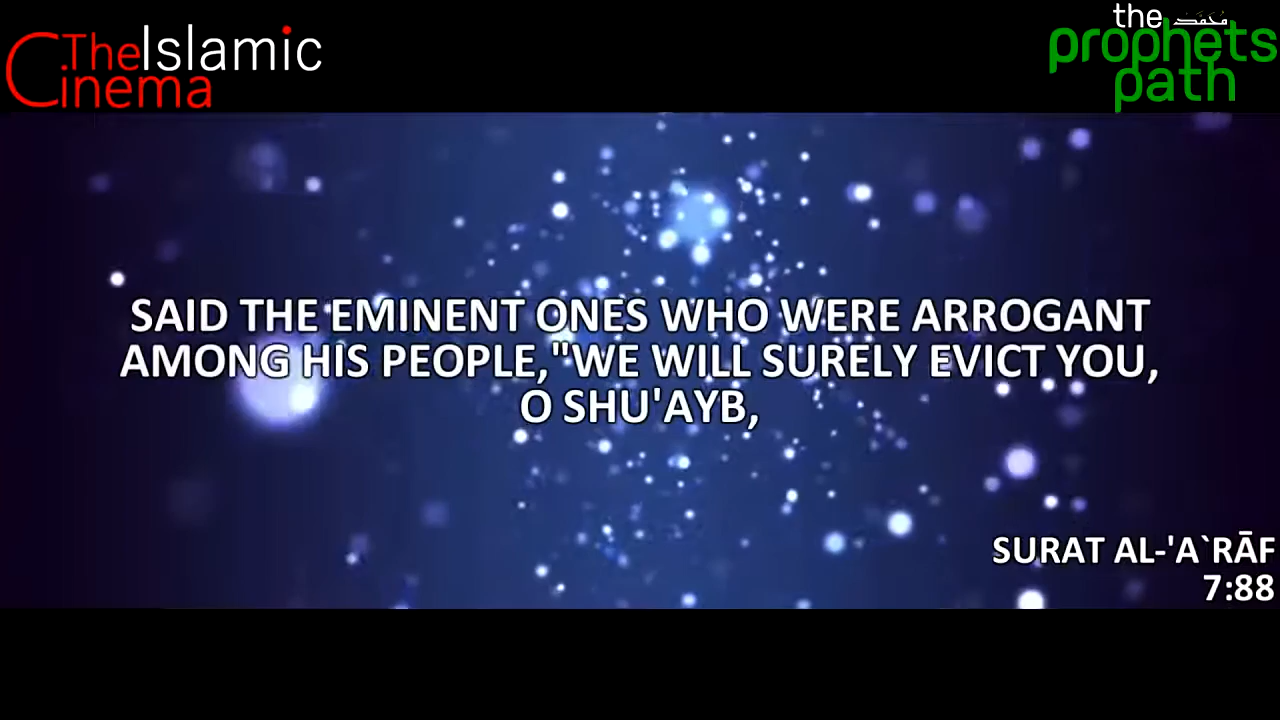 TheIslamic
Cinema
the محمد
prophets
path
SAID THE EMINENT ONES WHO WERE ARROGANT
AMONG HIS PEOPLE,"WE WILL SURELY EVICT YOU,
O SHU'AYB,
SURAT AL-'A`RĀF
7:88